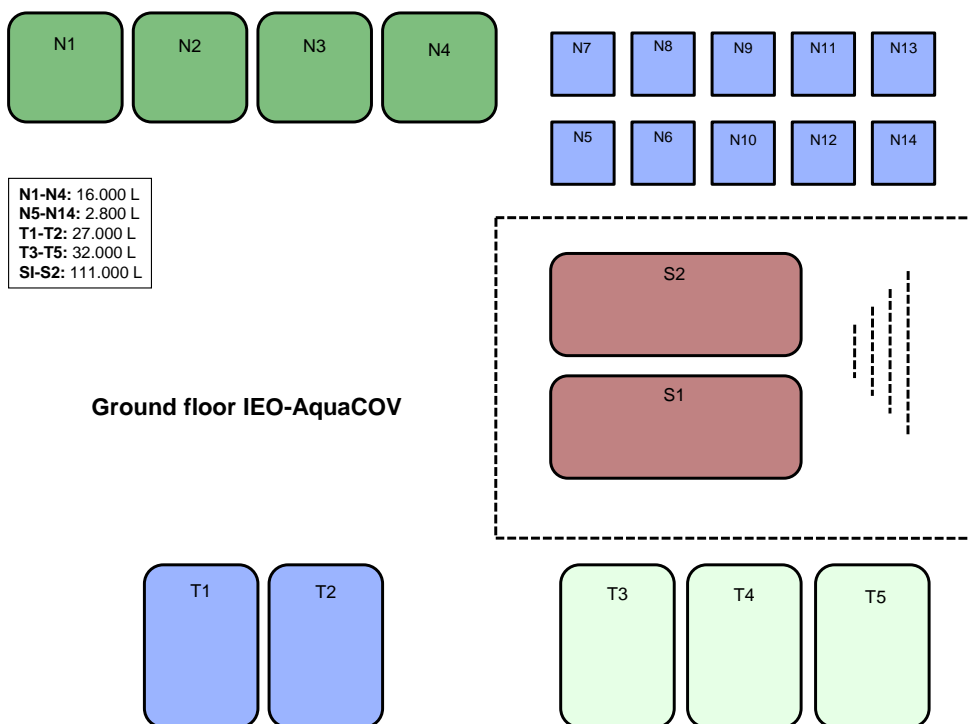 N1 N2 N3 N4
N7 N8 N9 N11 N13
N5 N6 N10 N12 N14
N1-N4: 16.000 L
N5-N14: 2.800 L
T1-T2: 27.000 L
T3-T5: 32.000 L
SI-S2: 111.000 L
S2
S1
Ground floor IEO-AquaCOV
T1 T2
T3 T4 T5